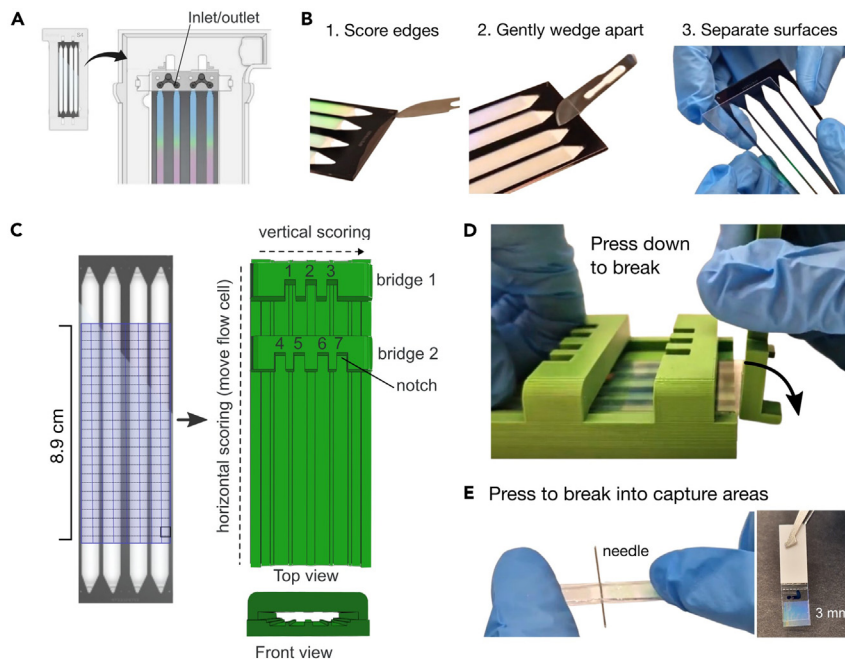 A
Inlet/outlet
B
1. Score edges
2. Gently wedge apart
3. Separate surfaces
C
vertical scoring
8.9 cm
horizontal scoring (move flow cell)
1 2 3
bridge 1
4 5 6 7
bridge 2
notch
Top view
Front view
D
Press down
to break
E Press to break into capture areas
needle
3 mm